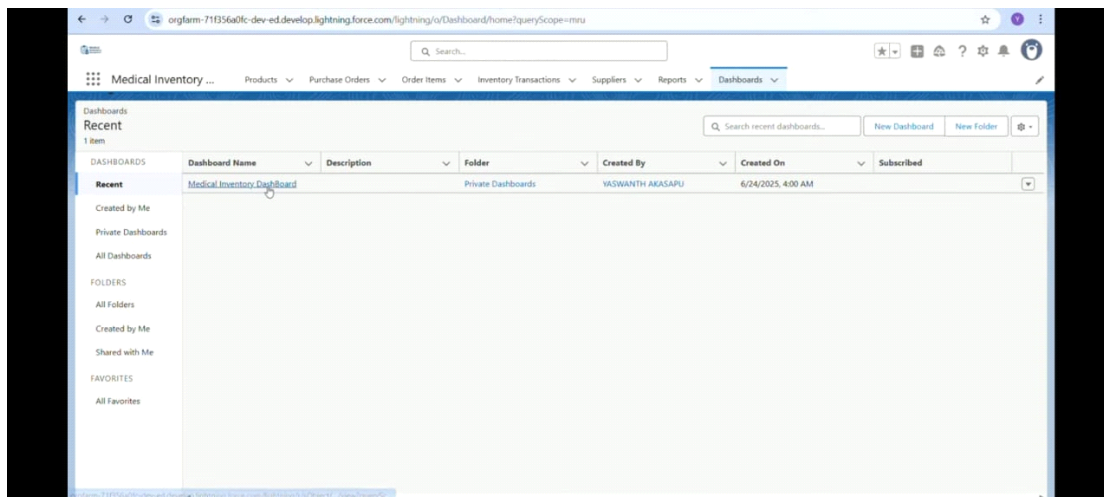 orgfarm-71f356a0fc-dev-ed.develop.lightning.force.com/lightning/o/Dashboard/home?queryScope=mru
Y
Search...
Medical Inventory ... Products Purchase Orders Order Items Inventory Transactions Suppliers Reports Dashboards
Dashboards
Recent
1 item
Search recent dashboards...
New Dashboard
New Folder
DASHBOARDS
Dashboard Name Description Folder Created By Created On Subscribed
Recent
Medical Inventory DashBoard Private Dashboards YASWANTH AKASAPU 6/24/2025, 4:00 AM
Created by Me
Private Dashboards
All Dashboards
FOLDERS
All Folders
Created by Me
Shared with Me
FAVORITES
All Favorites